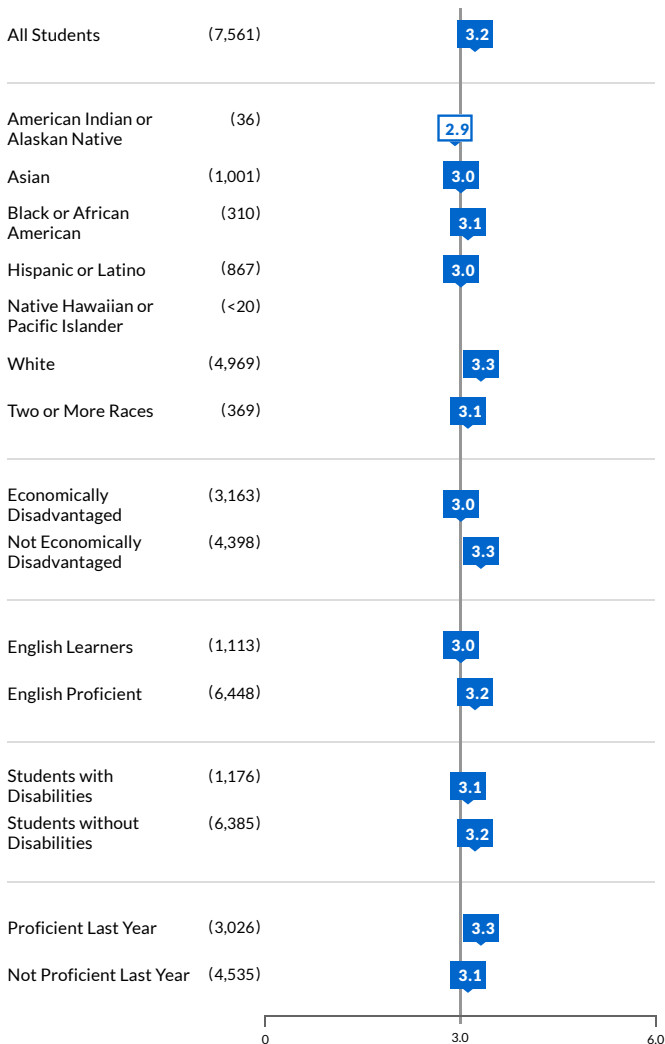 All Students (7,561) 3.2
American Indian or (36)
Alaskan Native 2.9
Asian (1,001) 3.0
Black or African (310)
American 3.1
Hispanic or Latino (867) 3.0
Native Hawaiian or (<20)
Pacific Islander
White (4,969) 3.3
Two or More Races (369) 3.1
Economically (3,163)
Disadvantaged 3.0
Not Economically (4,398) 3.3
Disadvantaged
English Learners (1,113) 3.0
English Proficient (6,448) 3.2
Students with (1,176)
Disabilities 3.1
Students without (6,385)
Disabilities 3.2
Proficient Last Year (3,026) 3.3
Not Proficient Last Year (4,535) 3.1
0 3.0 6.0